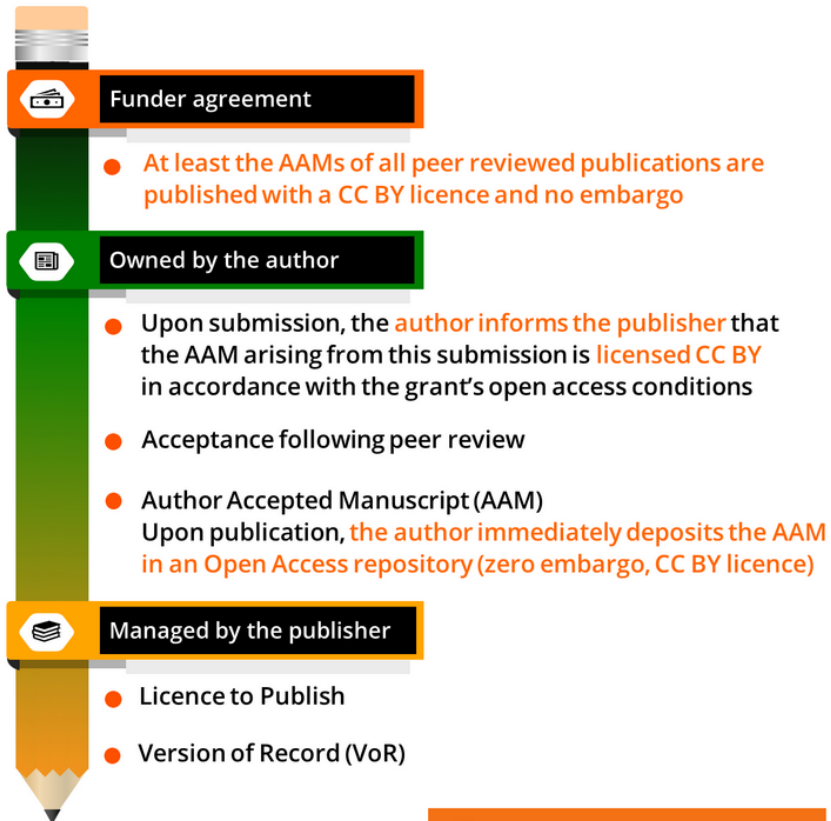 Funder agreement
At least the AAMs of all peer reviewed publications are
published with a CC BY licence and no embargo
Owned by the author
Upon submission, the author informs the publisher that
the AAM arising from this submission is licensed CC BY
in accordance with the grant's open access conditions
Acceptance following peer review
Author Accepted Manuscript (AAM)
Upon publication, the author immediately deposits the AAM
in an Open Access repository (zero embargo, CC BY licence)
Managed by the publisher
Licence to Publish
Version of Record (VoR)